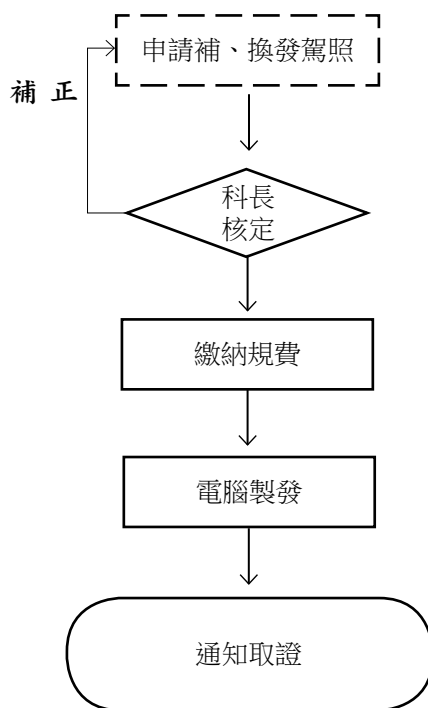 申請補、換發駕照
補正
科長
核定
繳納規費
電腦製發
通知取證